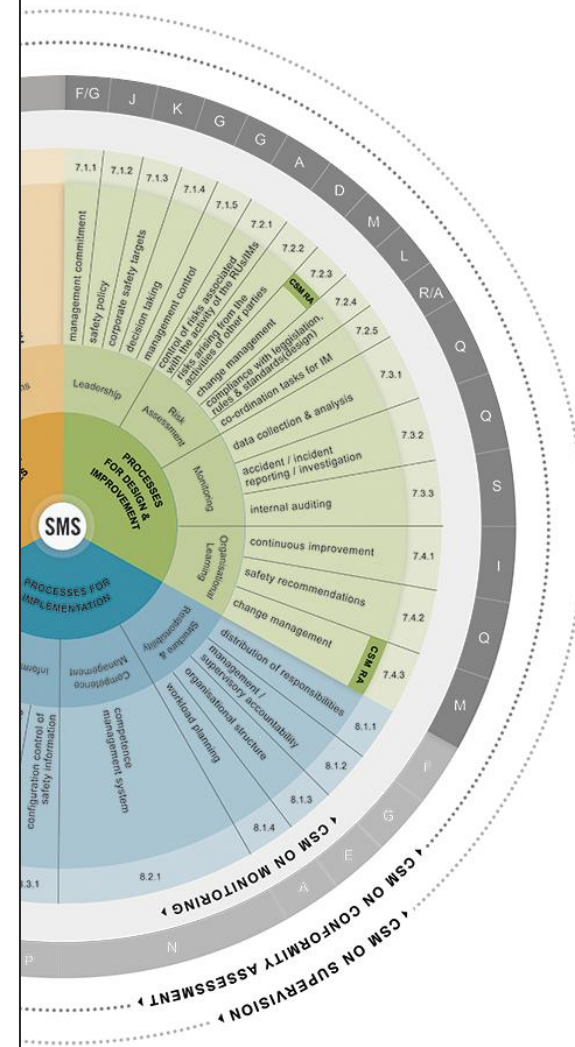 F/G
J
K
G
G
A
D
M
L
R/A
Q
Q
S
I
Q
M
F
G
E
A
N
P
7.1.1
7.1.2
7.1.3
7.1.4
7.1.5
7.2.1
7.2.2
7.2.3
7.2.4
7.2.5
7.3.1
7.3.2
7.3.3
7.4.1
7.4.2
7.4.3
8.1.1
8.1.2
8.1.3
8.1.4
8.2.1
.3.1
management commitment
safety policy
corporate safety targets
decision taking
management control
control of risks associated
with the activity of the RUs/IMs
risks arising from the
activities of other parties
change management
CSM RA
compliance with leggislation,
rules & standards(design)
co-ordination tasks for IM
data collection & analysis
accident / incident
reporting / investigation
internal auditing
continuous improvement
safety recommendations
change management
CSM RA
distribution of responsibilities
management /
supervisory accountability
organisational structure
workload planning
competence
management system
configuration control of
safety information
Leadership
Risk
Assessment
Monitoring
Organisational
Learning
Structure &
Responsibility
Competence
Management
Inform
PROCESSES
FOR DESIGN &
IMPROVEMENT
SMS
PROCESSES FOR
IMPLEMENTATION
CSM ON MONITORING
CSM ON CONFORMITY ASSESSMENT
CSM ON SUPERVISION